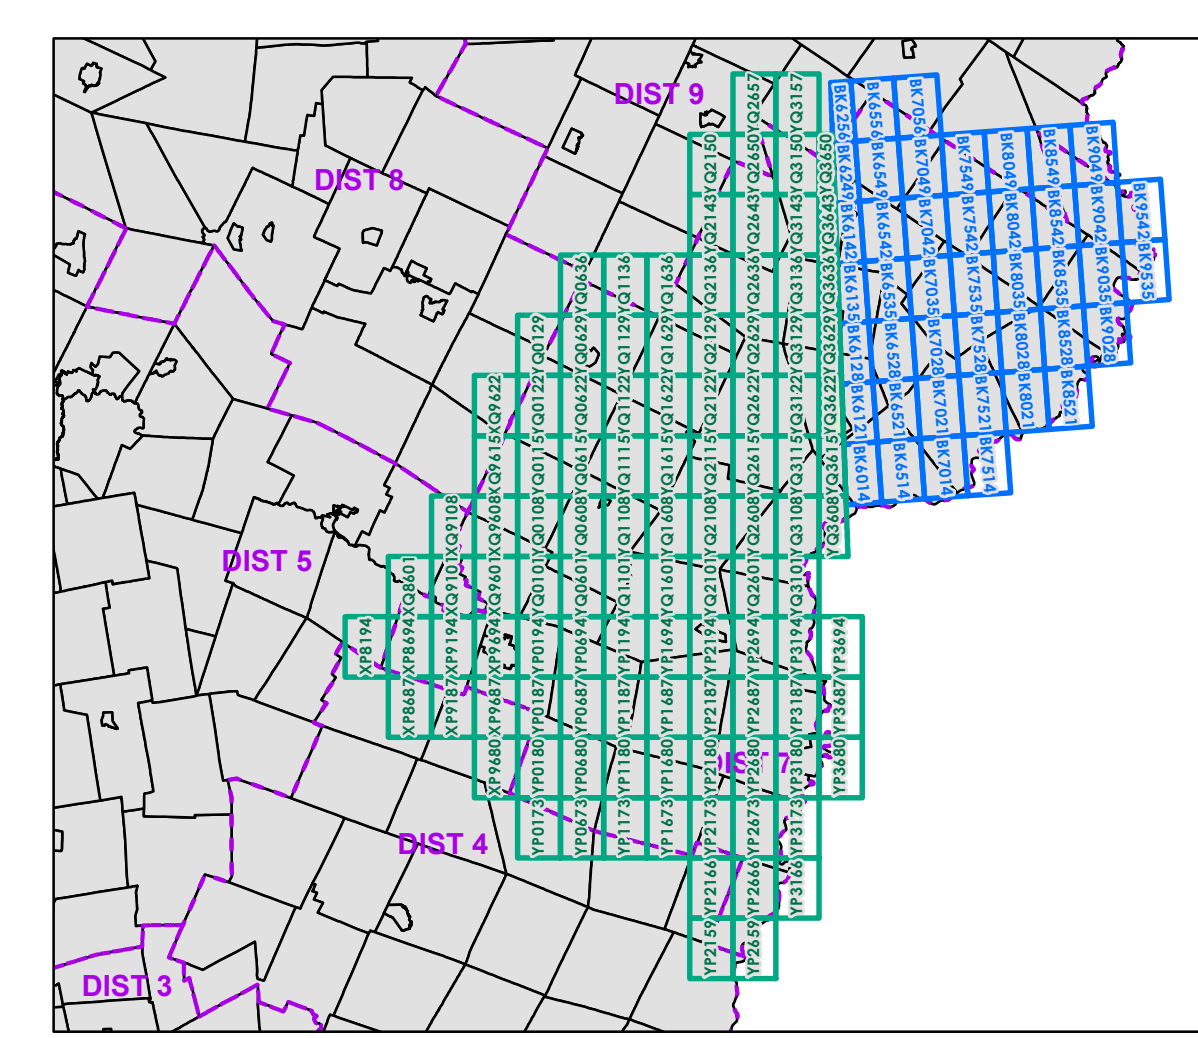 DIST 9
YQ2657 YQ3157 BK6256 BK6556 BK7056
DIST 8
YQ2150 YQ2650 YQ3150 YQ3650 BK6249 BK6549 BK7049 BK7549 BK8049 BK8549 BK9049
YQ2143 YQ2643 YQ3143 YQ3643 BK6142 BK6542 BK7042 BK7542 BK8042 BK8542 BK9042 BK9542
YQ0636 YQ1136 YQ1636 YQ2136 YQ2636 YQ3136 YQ3636 BK6135 BK6535 BK7035 BK7535 BK8035 BK8535 BK9035 BK9535
YQ0129 YQ0629 YQ1129 YQ1629 YQ2129 YQ2629 YQ3129 YQ3629 BK6128 BK6528 BK7028 BK7528 BK8028 BK8528 BK9028
XQ9622 YQ0122 YQ0622 YQ1122 YQ1622 YQ2122 YQ2622 YQ3122 YQ3622 BK6121 BK6521 BK7021 BK7521 BK8021 BK8521
XQ9615 YQ0115 YQ0615 YQ1115 YQ1615 YQ2115 YQ2615 YQ3115 YQ3615 BK6014 BK6514 BK7014 BK7514
XQ9108 XQ9608 YQ0108 YQ0608 YQ1108 YQ1608 YQ2108 YQ2608 YQ3108 YQ3608
DIST 5
XQ8601 XQ9101 XQ9601 YQ0101 YQ0601 YQ1101 YQ1601 YQ2101 YQ2601 YQ3101
XP8194 XP8694 XP9194 XP9694 YP0194 YP0694 YP1194 YP1694 YP2194 YP2694 YP3194 YP3694
XP8687 XP9187 XP9687 YP0187 YP0687 YP1187 YP1687 YP2187 YP2687 YP3187 YP3687
XP9680 YP0180 YP0680 YP1180 YP1680 YP2180 YP2680 YP3180 YP3680
DIST 7
YP0173 YP0673 YP1173 YP1673 YP2173 YP2673 YP3173
DIST 4
YP2166 YP2666 YP3166
YP2159 YP2659
DIST 3